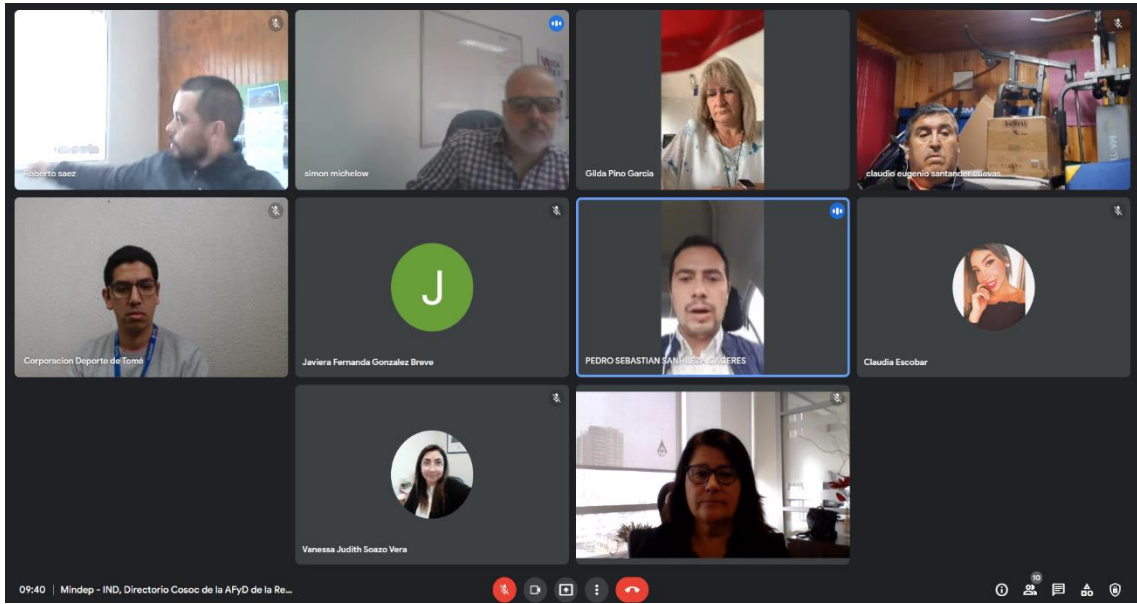 Roberto saez
simon michelow
Gilda Pino Garcia
claudio eugenio santander cuevas
Corporacion Deporte de Tomé
J
Javiera Fernanda Gonzalez Breve
PEDRO SEBASTIAN SANHUEZA CACERES
Claudia Escobar
Vanessa Judith Soazo Vera
09:40 | Mindep - IND, Directorio Cosoc de la AFyD de la Re...
10